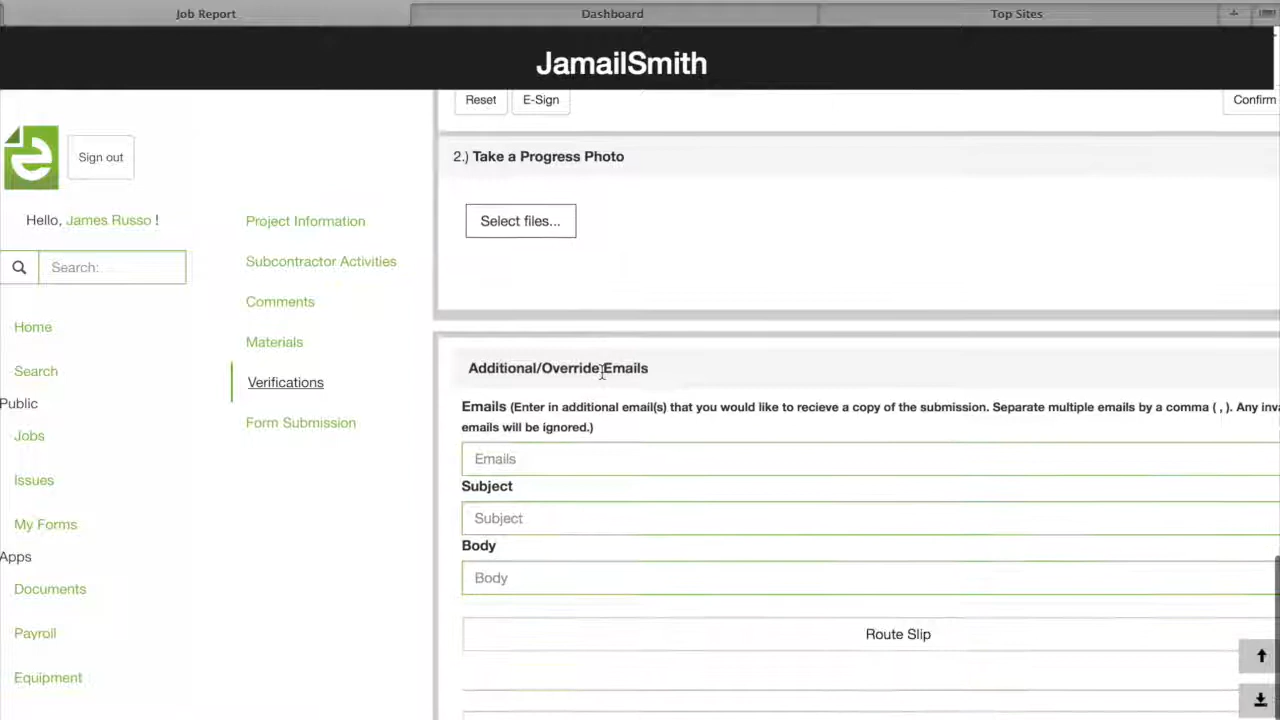 Job Report
Dashboard
Top Sites
+
JamailSmith
Reset
E-Sign
Confirm
2.) Take a Progress Photo
Select files...
e
Sign out
Hello, James Russo !
Search:
Home
Search
Public
Jobs
Issues
My Forms
Apps
Documents
Payroll
Equipment
Project Information
Subcontractor Activities
Comments
Materials
Verifications
Form Submission
Additional/Override Emails
Emails (Enter in additional email(s) that you would like to recieve a copy of the submission. Separate multiple emails by a comma ( , ). Any inva
emails will be ignored.)
Emails
Subject
Subject
Body
Body
Route Slip